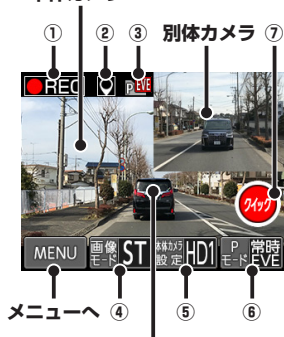 ① ② ③ 別体カメラ ⑦
REC P EVE
クイック
MENU 画像モード ST 本体カメラ設定 HD1 Pモード 常時EVE
メニューへ ④ ⑤ ⑥